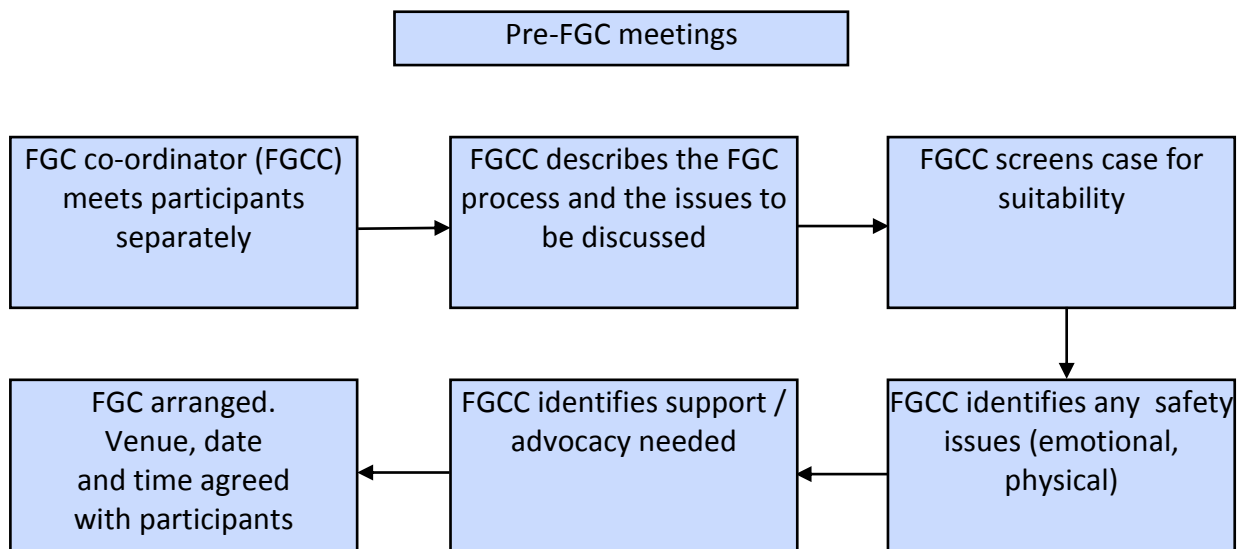 Pre-FGC meetings
FGC co-ordinator (FGCC)
meets participants
separately
FGCC describes the FGC
process and the issues to
be discussed
FGCC screens case for
suitability
FGCC identifies any safety
issues (emotional,
physical)
FGCC identifies support /
advocacy needed
FGC arranged.
Venue, date
and time agreed
with participants